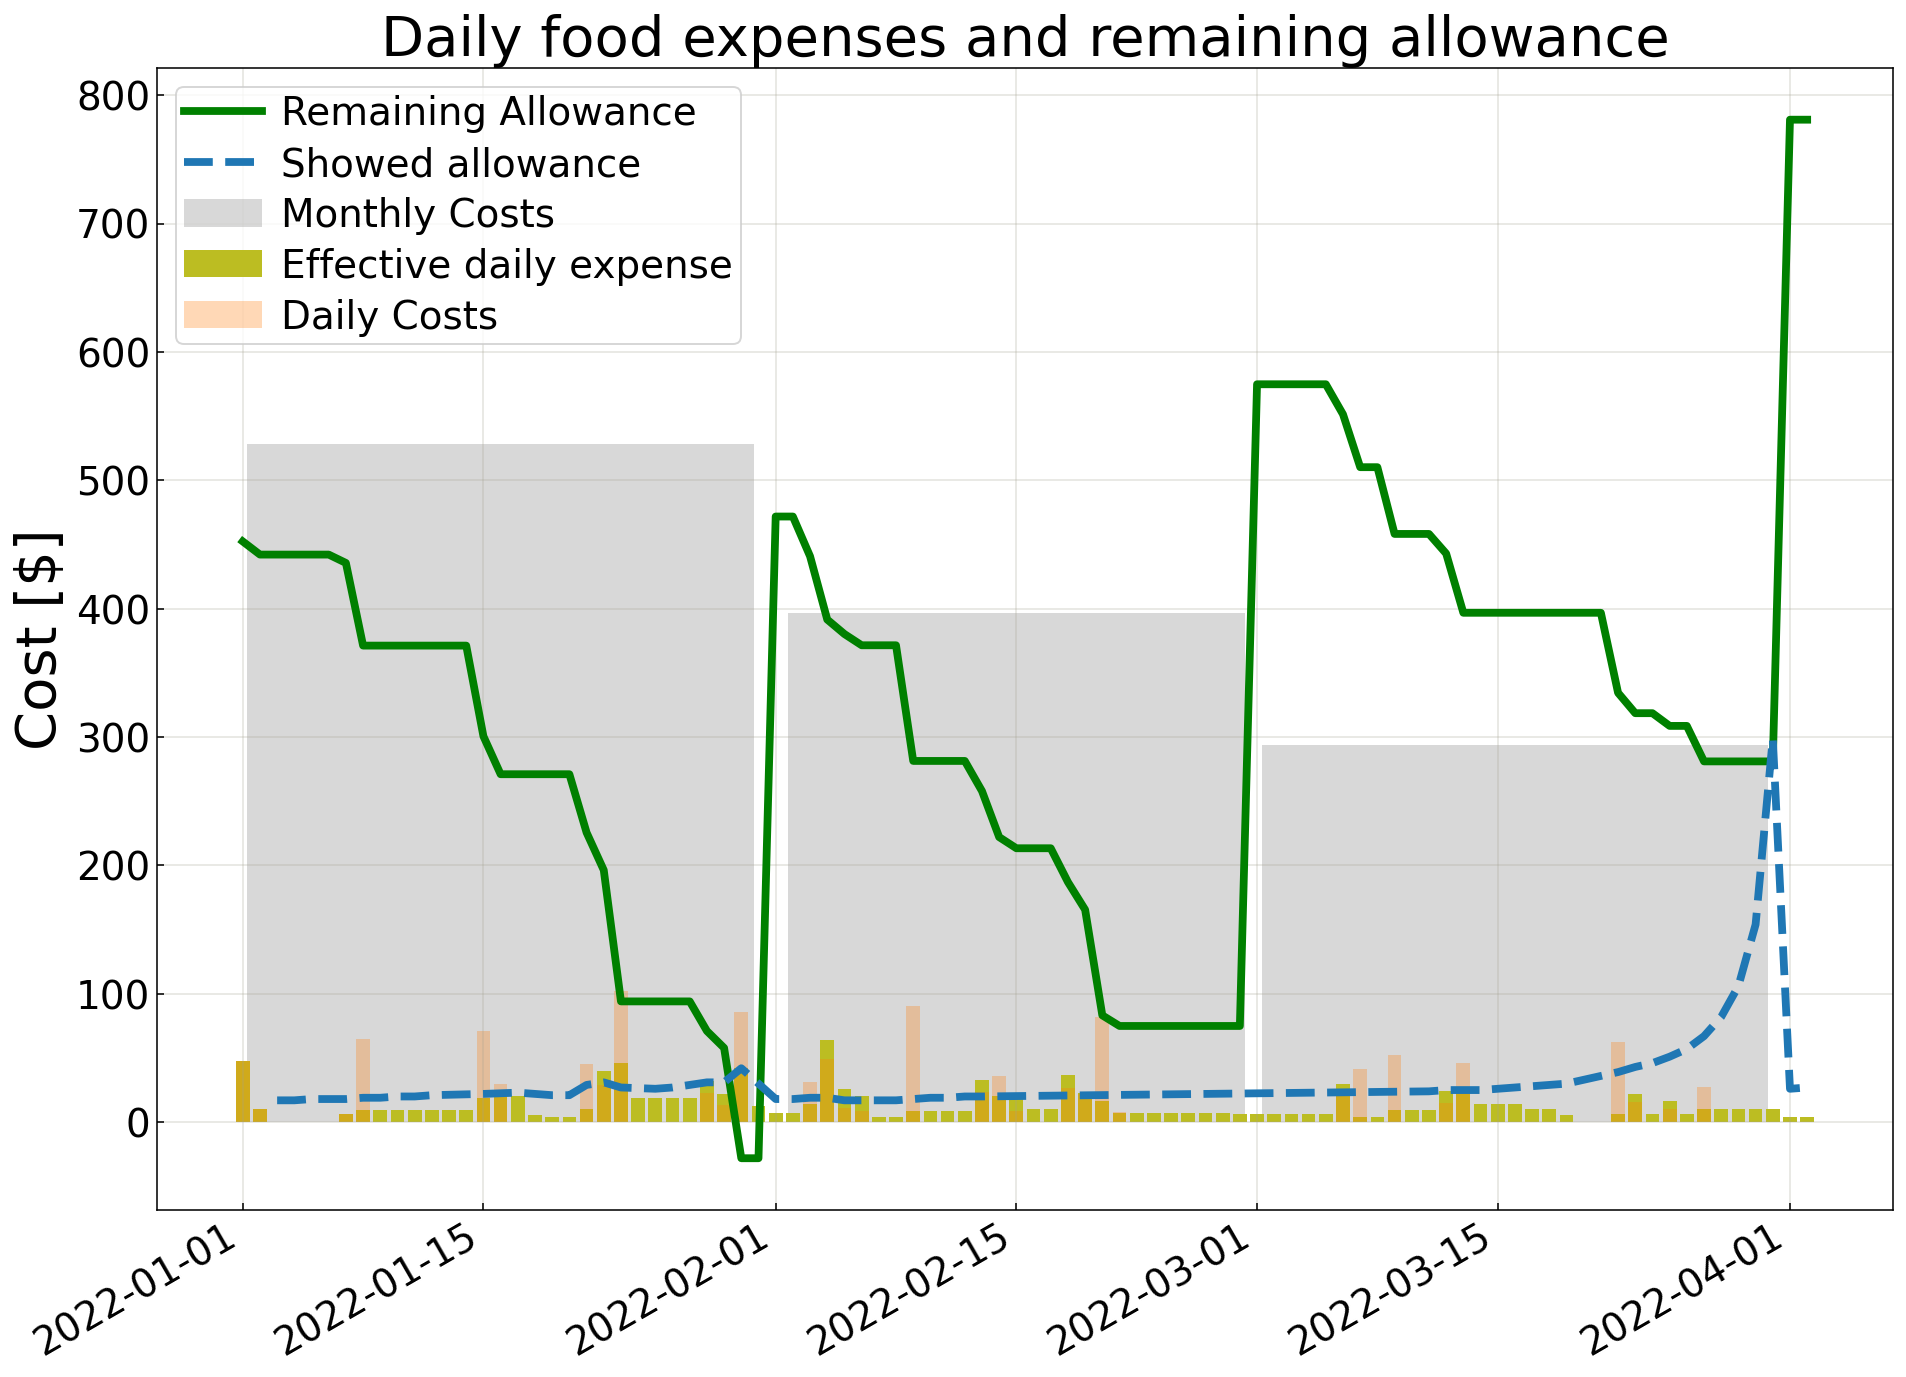 Daily food expenses and remaining allowance
Remaining Allowance
Showed allowance
Monthly Costs
Effective daily expense
Daily Costs
Cost [$]
800
700
600
500
400
300
200
100
0
2022-01-01
2022-01-15
2022-02-01
2022-02-15
2022-03-01
2022-03-15
2022-04-01